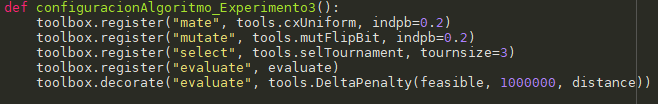 def configuracionAlgoritmo_Experimento3():
    toolbox.register("mate", tools.cxUniform, indpb=0.2)
    toolbox.register("mutate", tools.mutFlipBit, indpb=0.2)
    toolbox.register("select", tools.selTournament, tournsize=3)
    toolbox.register("evaluate", evaluate)
    toolbox.decorate("evaluate", tools.DeltaPenalty(feasible, 1000000, distance))